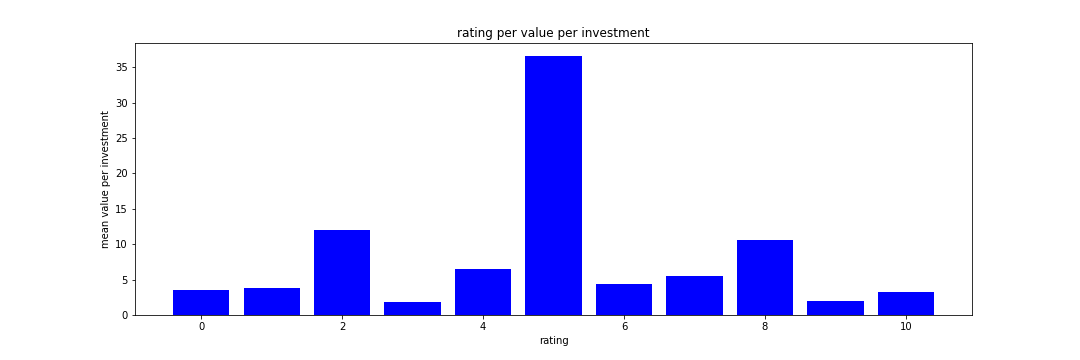 rating per value per investment
mean value per investment
35
30
25
20
15
10
5
0
0 2 4 6 8 10
rating